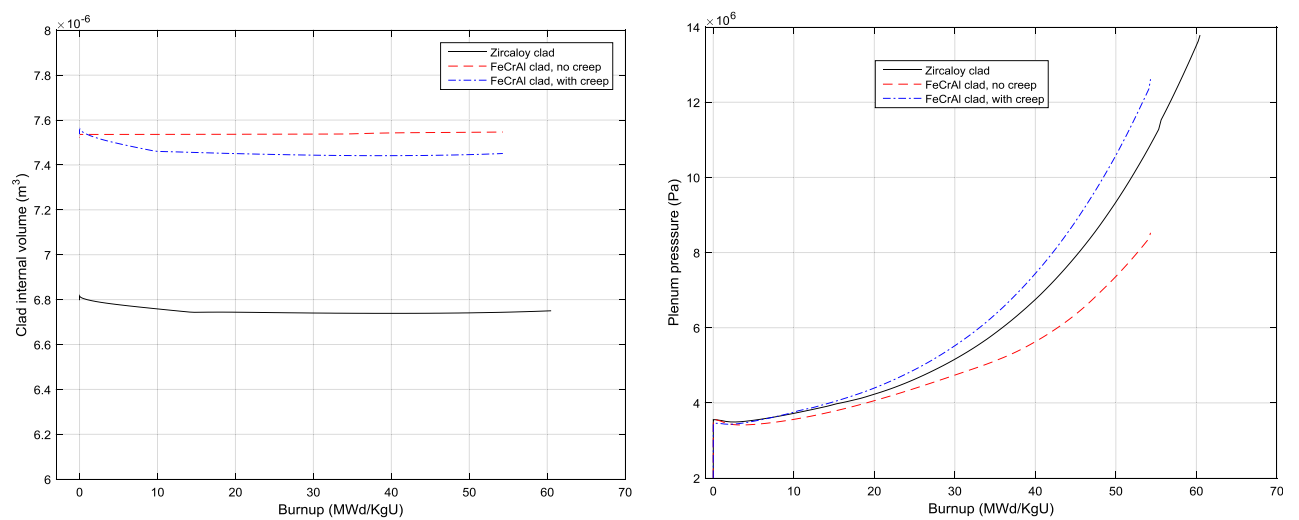 ×10-6
8
7.8
7.6
7.4
7.2
7
6.8
6.6
6.4
6.2
6
Clad internal volume (m3)
0 10 20 30 40 50 60 70
Burnup (MWd/KgU)
Zircaloy clad
FeCrAl clad, no creep
FeCrAl clad, with creep
×106
14
12
10
8
6
4
2
Plenum presssure (Pa)
0 10 20 30 40 50 60 70
Burnup (MWd/KgU)
Zircaloy clad
FeCrAl clad, no creep
FeCrAl clad, with creep